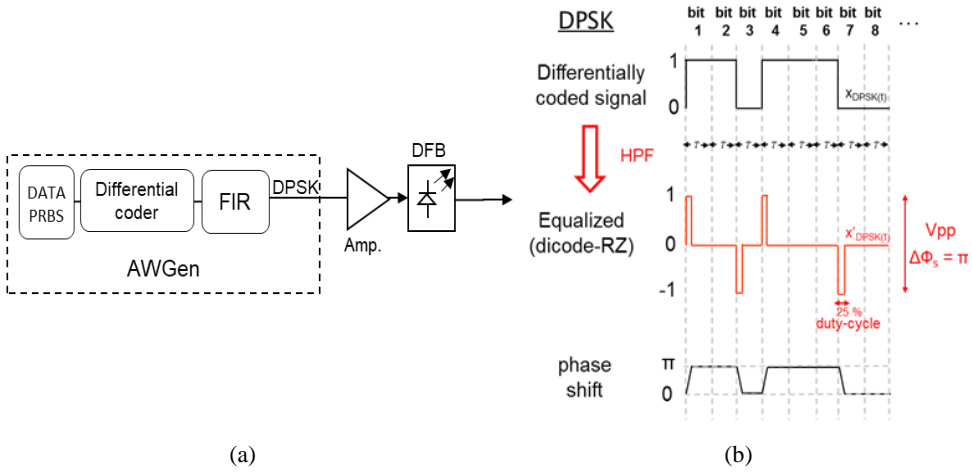 DATA
PRBS
Differential
coder
FIR
DPSK
Amp.
DFB
AWGen
(a)
DPSK
bit bit bit bit bit bit bit bit
1 2 3 4 5 6 7 8 ...
Differentially
coded signal
1
0
xDPSK(t)
HPF
T T T T T T T T
Equalized
(dicode-RZ)
1
0
-1
x'DPSK(t)
Vpp
ΔΦs = π
25 %
duty-cycle
phase
shift
π
0
(b)